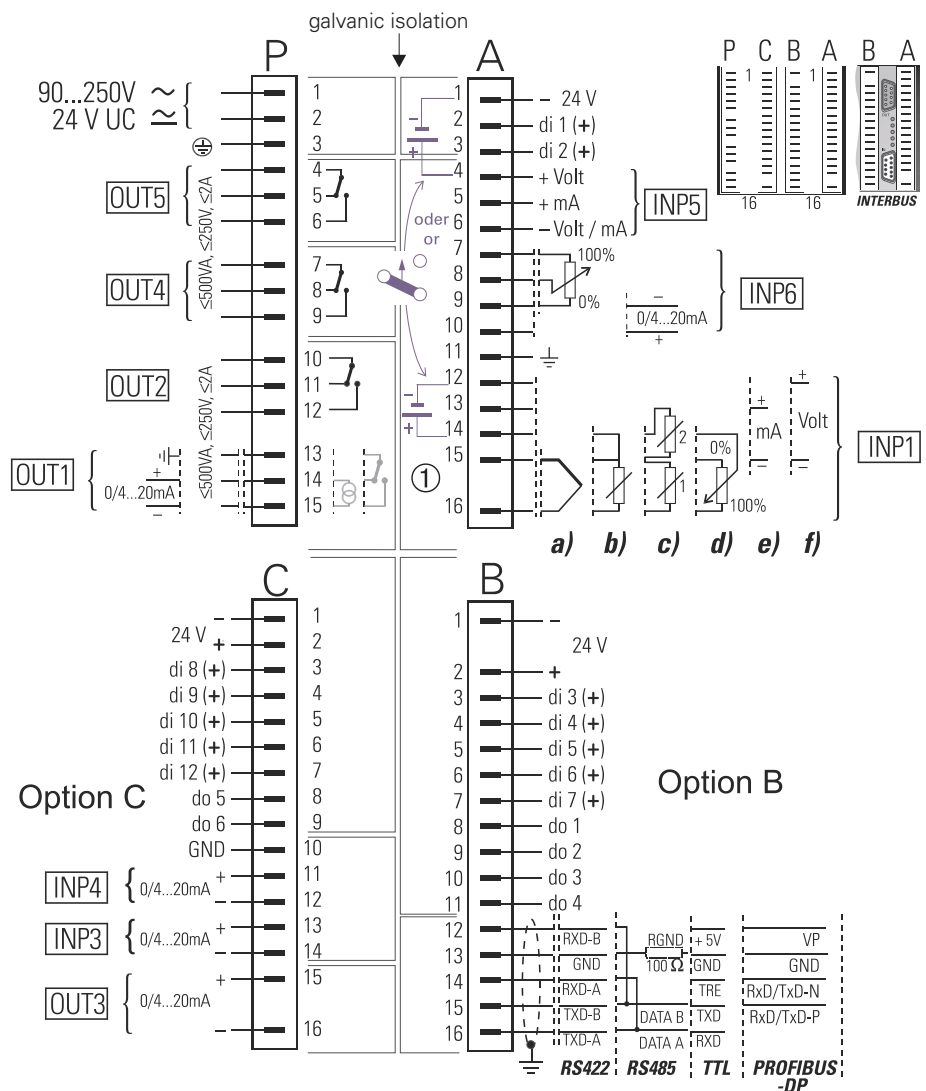 galvanic isolation
P
A
P C B A
B A
1 1
16 16
OUT
INTERBUS
90...250V
24 V UC
1
2
3
4
5
6
7
8
9
10
11
12
13
14
15
OUT5
OUT4
OUT2
OUT1
≤500VA, ≤250V, ≤2A
≤500VA, ≤250V, ≤2A
+
0/4...20mA
–
–
+
oder
or
–
+
①
1
2
3
4
5
6
7
8
9
10
11
12
13
14
15
16
– 24 V
di 1 (+)
di 2 (+)
+ Volt
+ mA
– Volt / mA
INP5
100%
0%
–
0/4...20mA
+
INP6
2
1
0%
100%
+
mA
–
+
Volt
–
INP1
a) b) c) d) e) f)
C
–
24 V
+
di 8 (+)
di 9 (+)
di 10 (+)
di 11 (+)
di 12 (+)
do 5
do 6
GND
1
2
3
4
5
6
7
8
9
10
11
12
13
14
15
16
Option C
INP4
0/4...20mA
+
–
INP3
0/4...20mA
+
–
OUT3
0/4...20mA
+
–
B
1
2
3
4
5
6
7
8
9
10
11
12
13
14
15
16
–
24 V
+
di 3 (+)
di 4 (+)
di 5 (+)
di 6 (+)
di 7 (+)
do 1
do 2
do 3
do 4
Option B
RXD-B RGND + 5V VP
GND 100 Ω GND GND
RXD-A TRE RxD/TxD-N
TXD-B DATA B TXD RxD/TxD-P
TXD-A DATA A RXD
RS422 RS485 TTL PROFIBUS
-DP